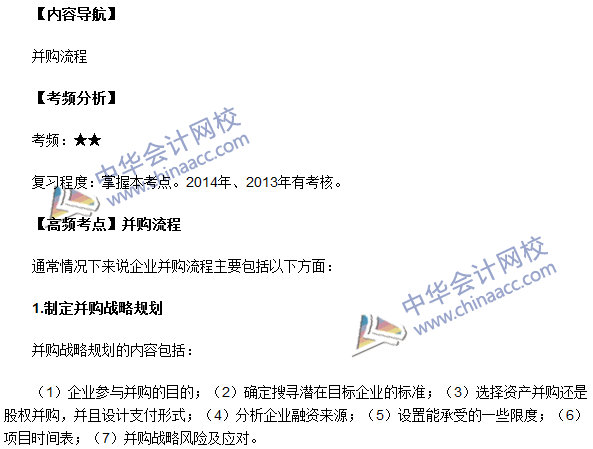 【内容导航】
并购流程
【考频分析】
考频：★★
复习程度：掌握本考点。2014年、2013年有考核。
【高频考点】并购流程
通常情况下来说企业并购流程主要包括以下方面：
1.制定并购战略规划
并购战略规划的内容包括：
（1）企业参与并购的目的；（2）确定搜寻潜在目标企业的标准；（3）选择资产并购还是
股权并购，并且设计支付形式；（4）分析企业融资来源；（5）设置能承受的一些限度；（6）
项目时间表；（7）并购战略风险及应对。
中华会计网校
www.chinaacc.com
中华会计网校
www.chinaacc.com